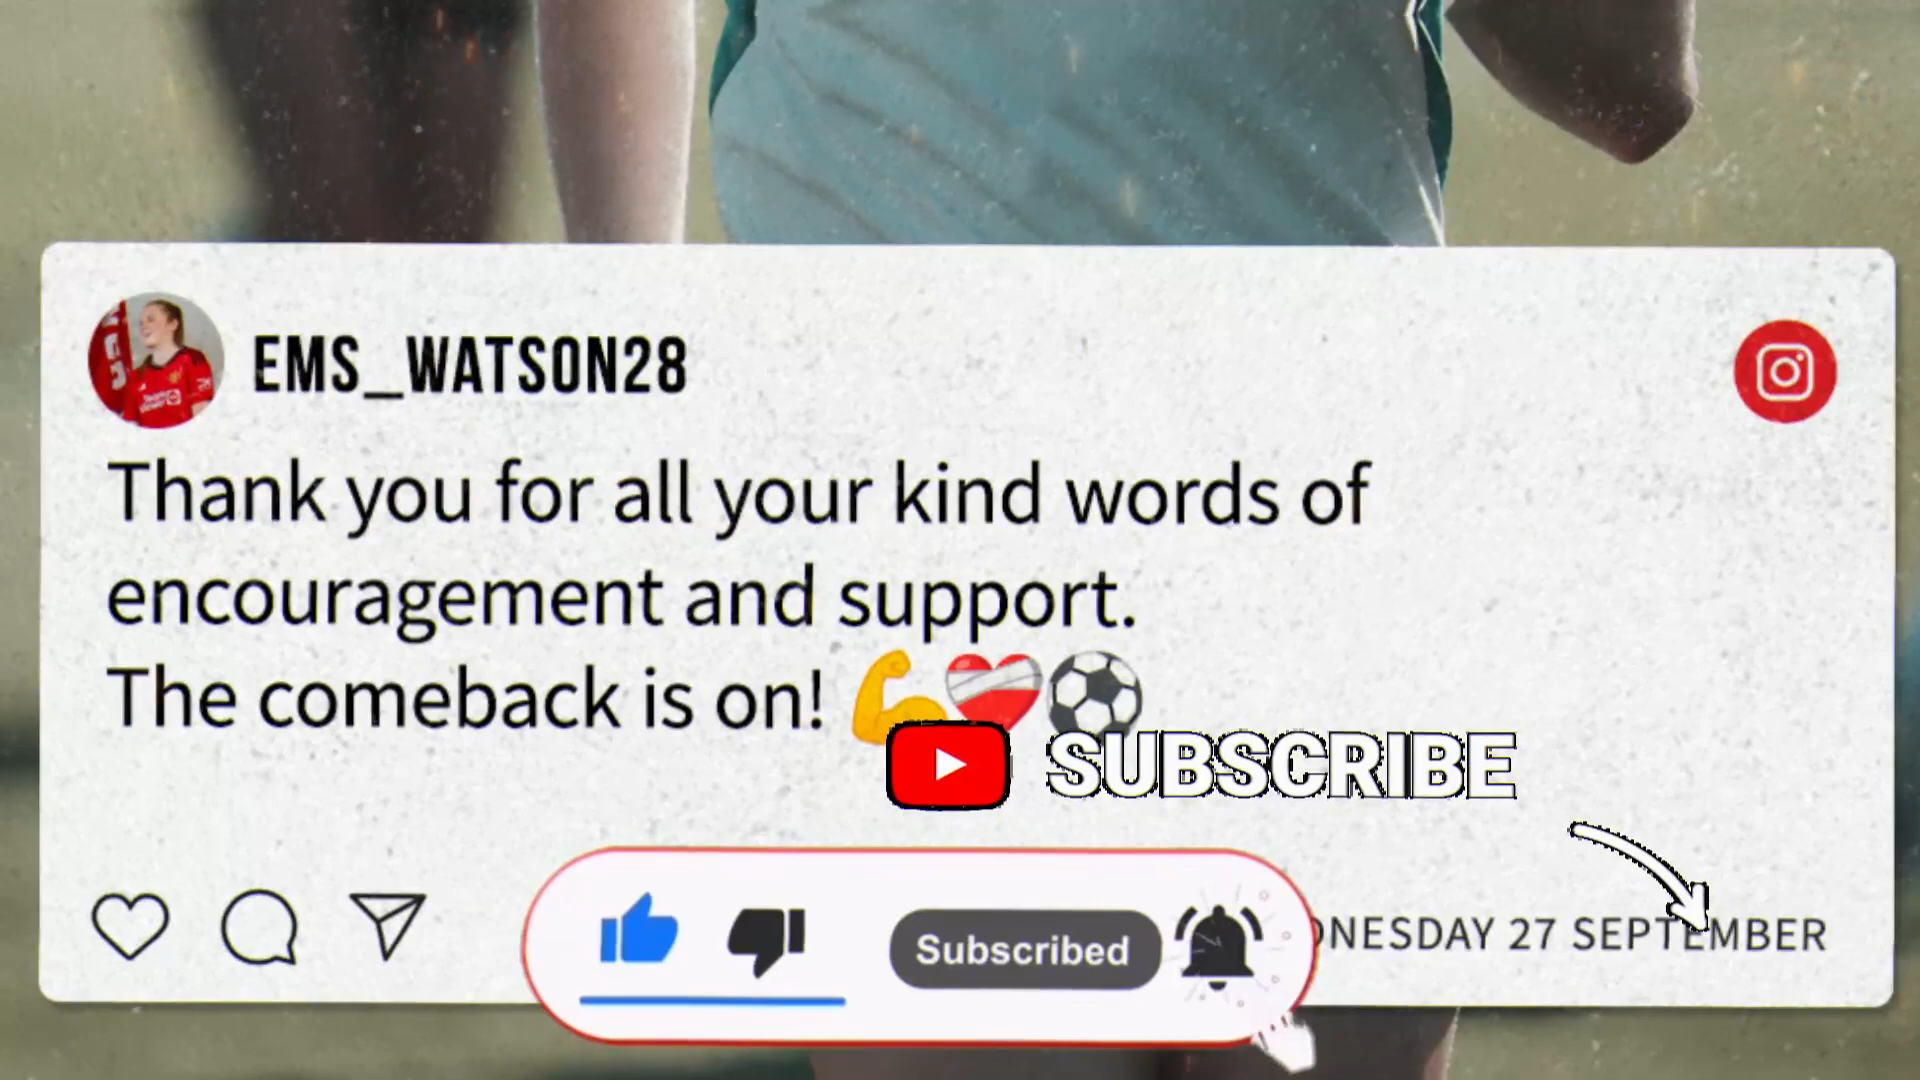 EMS_WATSON28
Thank you for all your kind words of
encouragement and support.
The comeback is on! 💪❤️‍🩹⚽
SUBSCRIBE
Subscribed
27 SEPTEMBER